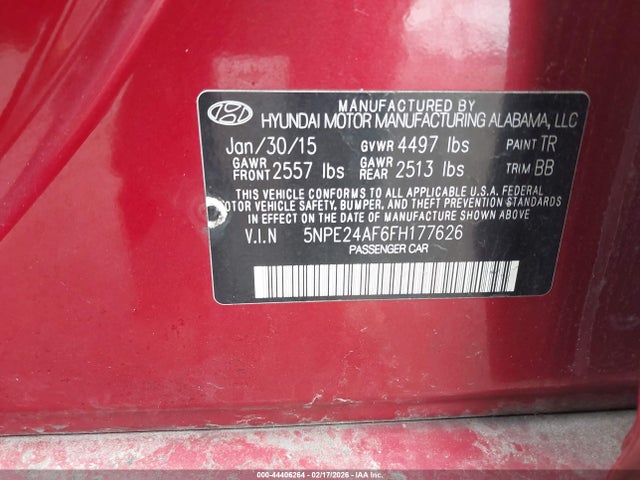 MANUFACTURED BY
HYUNDAI MOTOR MANUFACTURING ALABAMA, LLC
Jan/30/15 GVWR 4497 lbs PAINT TR
GAWR FRONT 2557 lbs GAWR REAR 2513 lbs TRIM BB
THIS VEHICLE CONFORMS TO ALL APPLICABLE U.S.A. FEDERAL
MOTOR VEHICLE SAFETY, BUMPER, AND THEFT PREVENTION
STANDARDS IN EFFECT ON THE DATE OF MANUFACTURE SHOWN ABOVE
V.I.N 5NPE24AF6FH177626
PASSENGER CAR
000-44406264 - 02/17/2026 - IAAI.COM